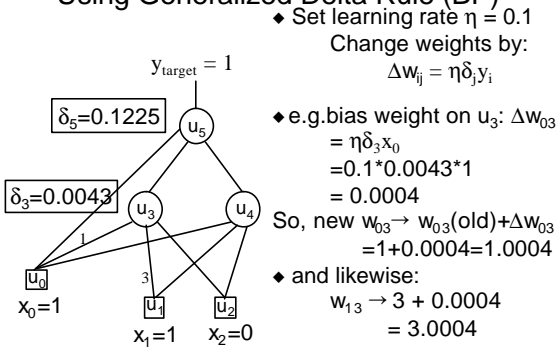 Using Generalized Delta Rule (BP)
◆ Set learning rate η = 0.1
Change weights by:
Δwij = ηδjyi
◆ e.g.bias weight on u3: Δw03
= ηδ3x0
=0.1*0.0043*1
= 0.0004
So, new w03→ w03(old)+Δw03
=1+0.0004=1.0004
◆ and likewise:
w13 → 3 + 0.0004
= 3.0004
ytarget = 1
δ5=0.1225
u5
δ3=0.0043
u3
u4
1
3
u0
u1
u2
x0=1
x1=1
x2=0